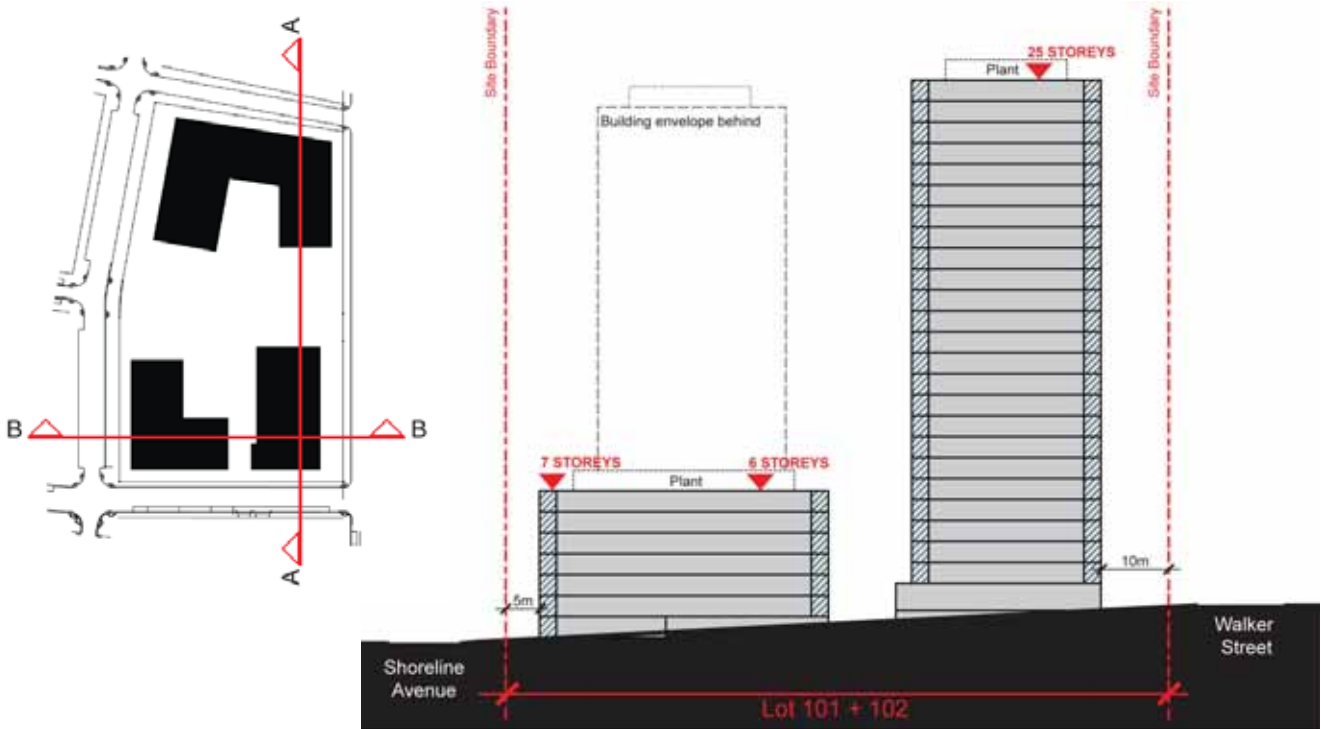 A
A
B
B
Site Boundary
Site Boundary
25 STOREYS
Plant
Building envelope behind
7 STOREYS
6 STOREYS
Plant
10m
5m
Walker
Street
Shoreline
Avenue
Lot 101 + 102